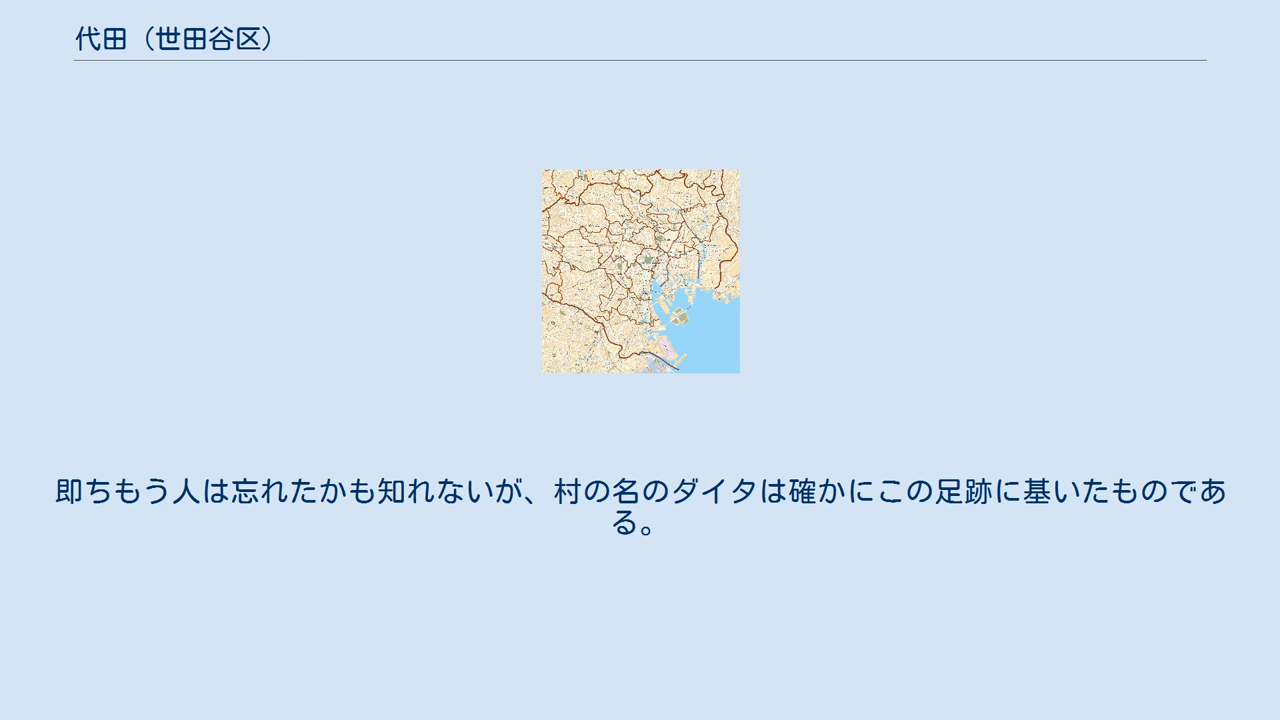 代田（世田谷区）
即ちもう人は忘れたかも知れないが、村の名のダイタは確かにこの足跡に基いたものであ
る。